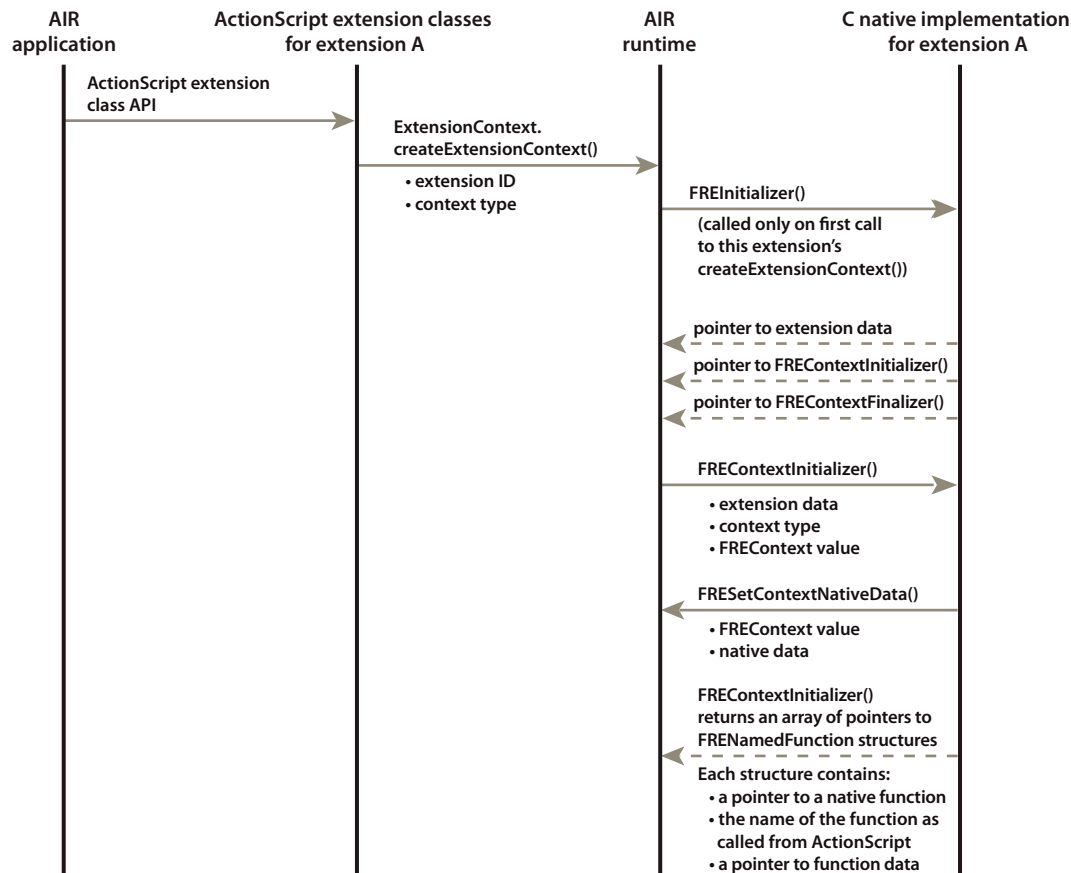 AIR
application
ActionScript extension classes
for extension A
AIR
runtime
C native implementation
for extension A
ActionScript extension
class API
ExtensionContext.
createExtensionContext()
• extension ID
• context type
FREInitializer()
(called only on first call
to this extension’s
createExtensionContext())
pointer to extension data
pointer to FREContextInitializer()
pointer to FREContextFinalizer()
FREContextInitializer()
• extension data
• context type
• FREContext value
FRESetContextNativeData()
• FREContext value
• native data
FREContextInitializer()
returns an array of pointers to
FRENamedFunction structures
Each structure contains:
• a pointer to a native function
• the name of the function as
called from ActionScript
• a pointer to function data